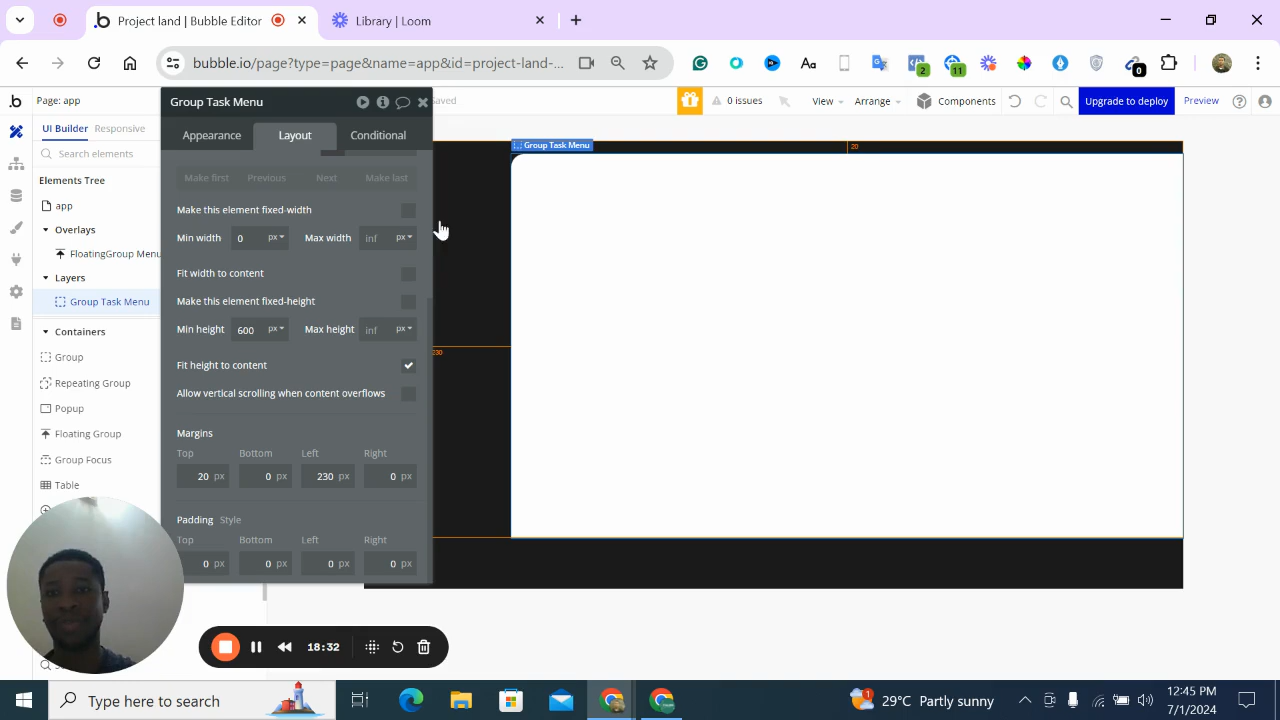 Project land | Bubble Editor
Library | Loom
bubble.io/page?type=page&name=app&id=project-land-...
2
11
0
Page: app
Saved
0 issues
View
Arrange
Components
Upgrade to deploy
Preview
Group Task Menu
Appearance
Layout
Conditional
UI Builder
Responsive
Search elements
Elements Tree
app
Overlays
FloatingGroup Menu
Layers
Group Task Menu
Containers
Group
Repeating Group
Popup
Floating Group
Group Focus
Table
Make first
Previous
Next
Make last
Make this element fixed-width
Min width 0 px
Max width inf px
Fit width to content
Make this element fixed-height
Min height 600 px
Max height inf px
Fit height to content
Allow vertical scrolling when content overflows
Margins
Top Bottom Left Right
20 px 0 px 230 px 0 px
Padding Style
Top Bottom Left Right
0 px 0 px 0 px 0 px
Group Task Menu
20
230
18:32
Type here to search
1
29°C Partly sunny
12:45 PM
7/1/2024